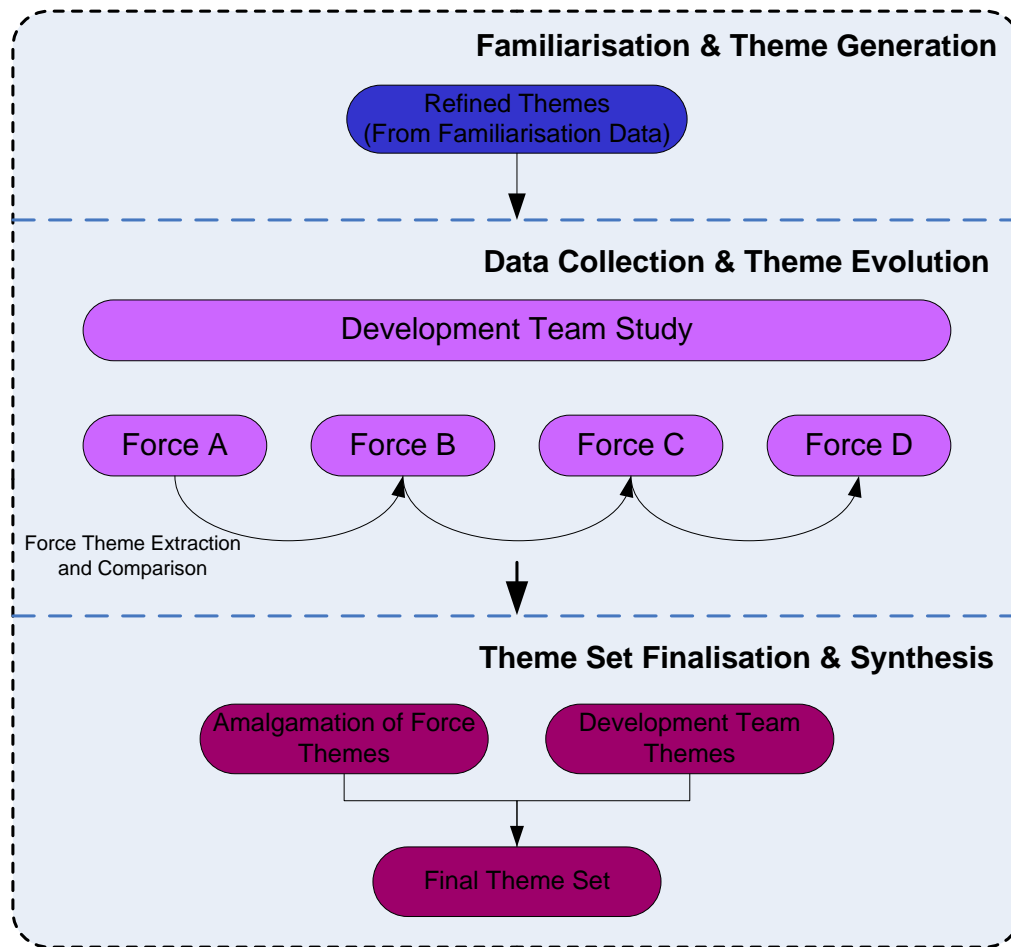 Familiarisation & Theme Generation
Refined Themes
(From Familiarisation Data)
Data Collection & Theme Evolution
Development Team Study
Force A
Force B
Force C
Force D
Force Theme Extraction
and Comparison
Theme Set Finalisation & Synthesis
Amalgamation of Force
Themes
Development Team
Themes
Final Theme Set